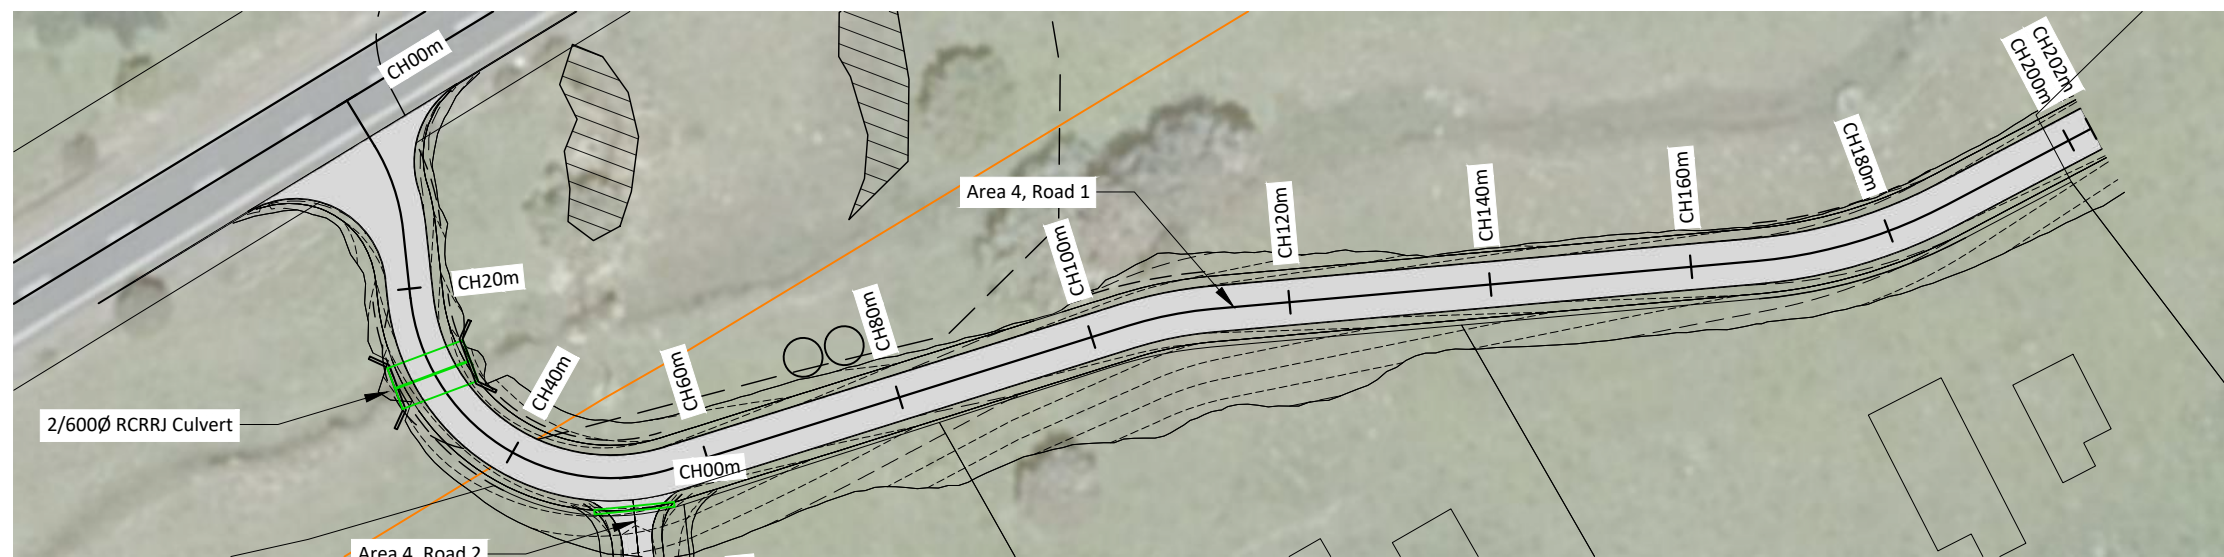 CH00m
CH202m
CH200m
CH180m
CH160m
CH140m
CH120m
Area 4, Road 1
CH100m
CH20m
CH80m
CH60m
CH40m
2/600Ø RCRRJ Culvert
CH00m
Area 4, Road 2